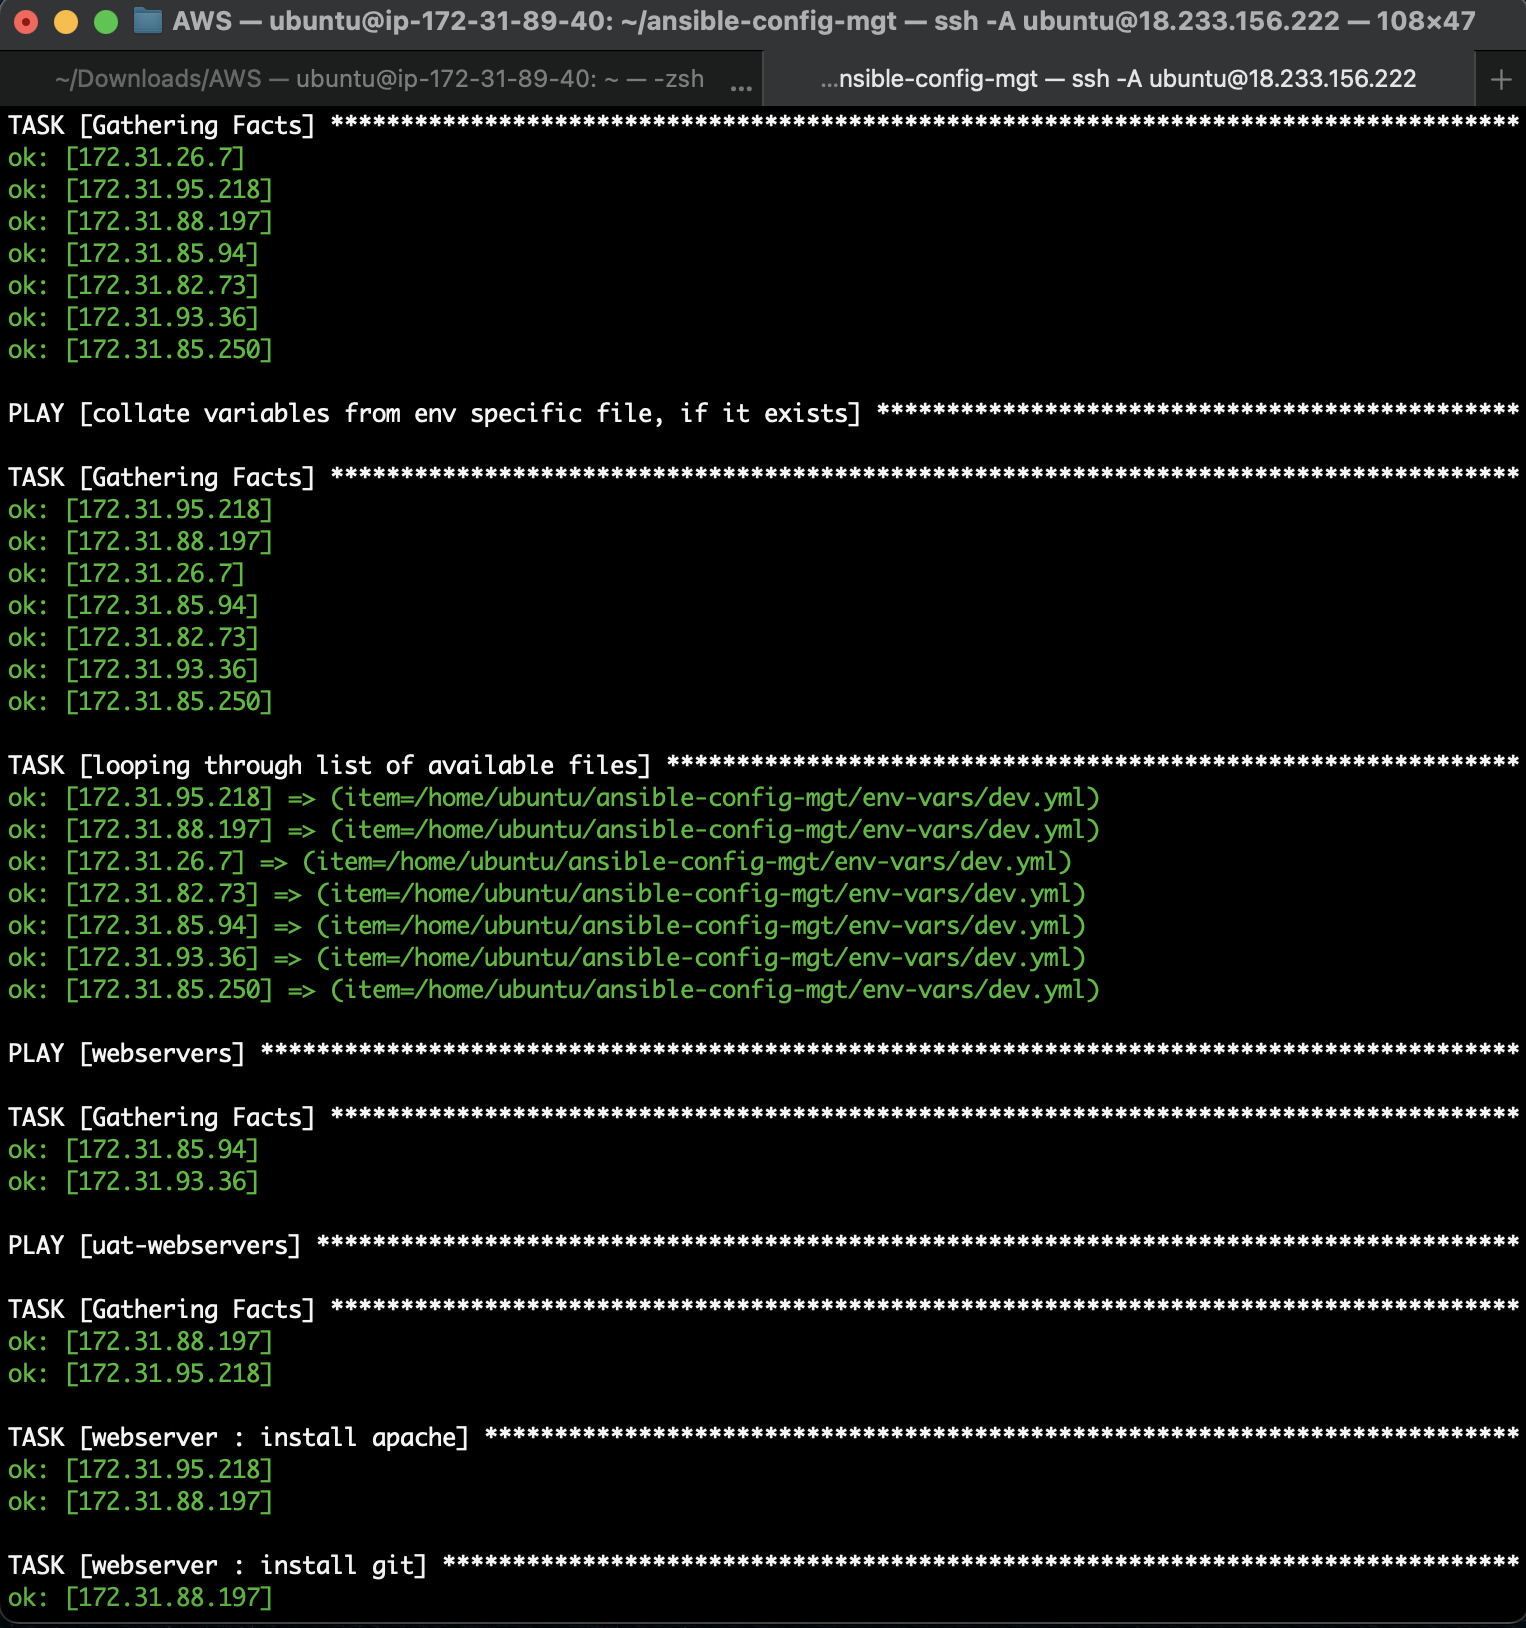 AWS — ubuntu@ip-172-31-89-40: ~/ansible-config-mgt — ssh -A ubuntu@18.233.156.222 — 108×47
~/Downloads/AWS — ubuntu@ip-172-31-89-40: ~ — -zsh ... ...nsible-config-mgt — ssh -A ubuntu@18.233.156.222 +
TASK [Gathering Facts] *************************************************************************************
ok: [172.31.26.7]
ok: [172.31.95.218]
ok: [172.31.88.197]
ok: [172.31.85.94]
ok: [172.31.82.73]
ok: [172.31.93.36]
ok: [172.31.85.250]
PLAY [collate variables from env specific file, if it exists] **********************************************
TASK [Gathering Facts] *************************************************************************************
ok: [172.31.95.218]
ok: [172.31.88.197]
ok: [172.31.26.7]
ok: [172.31.85.94]
ok: [172.31.82.73]
ok: [172.31.93.36]
ok: [172.31.85.250]
TASK [looping through list of available files] *************************************************************
ok: [172.31.95.218] => (item=/home/ubuntu/ansible-config-mgt/env-vars/dev.yml)
ok: [172.31.88.197] => (item=/home/ubuntu/ansible-config-mgt/env-vars/dev.yml)
ok: [172.31.26.7] => (item=/home/ubuntu/ansible-config-mgt/env-vars/dev.yml)
ok: [172.31.82.73] => (item=/home/ubuntu/ansible-config-mgt/env-vars/dev.yml)
ok: [172.31.85.94] => (item=/home/ubuntu/ansible-config-mgt/env-vars/dev.yml)
ok: [172.31.93.36] => (item=/home/ubuntu/ansible-config-mgt/env-vars/dev.yml)
ok: [172.31.85.250] => (item=/home/ubuntu/ansible-config-mgt/env-vars/dev.yml)
PLAY [webservers] ******************************************************************************************
TASK [Gathering Facts] *************************************************************************************
ok: [172.31.85.94]
ok: [172.31.93.36]
PLAY [uat-webservers] **************************************************************************************
TASK [Gathering Facts] *************************************************************************************
ok: [172.31.88.197]
ok: [172.31.95.218]
TASK [webserver : install apache] **************************************************************************
ok: [172.31.95.218]
ok: [172.31.88.197]
TASK [webserver : install git] *****************************************************************************
ok: [172.31.88.197]